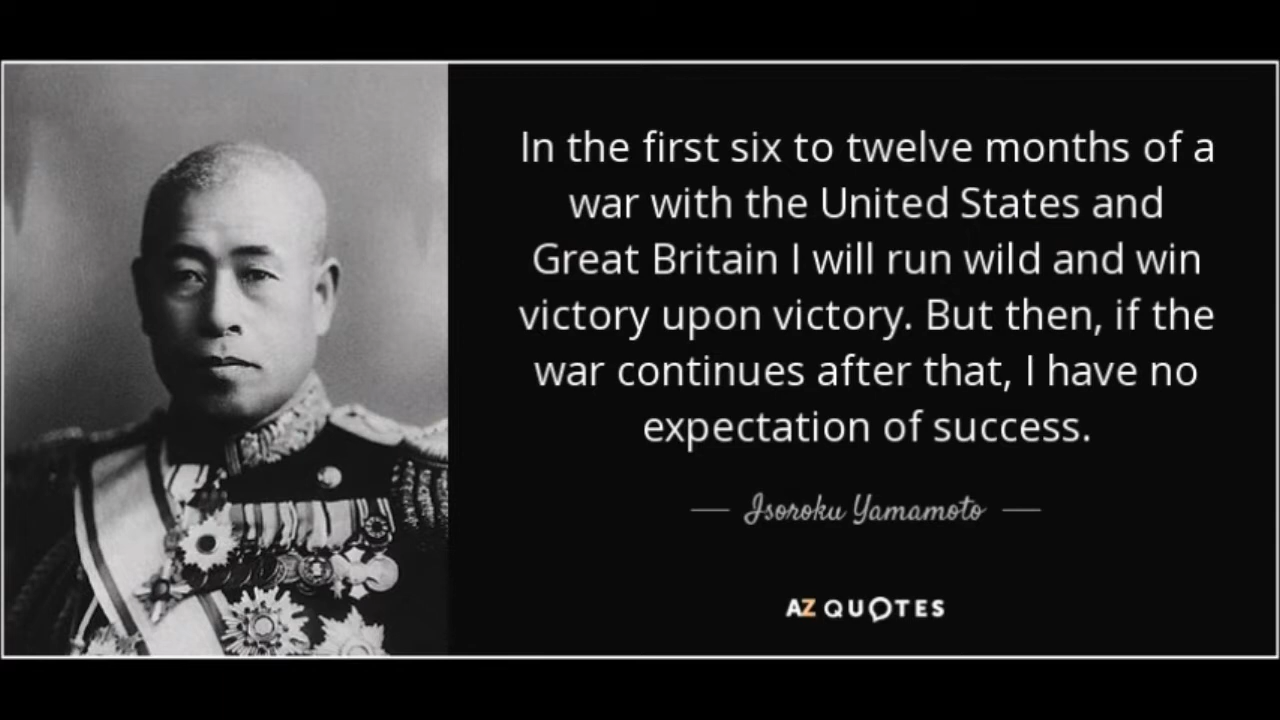 In the first six to twelve months of a
war with the United States and
Great Britain I will run wild and win
victory upon victory. But then, if the
war continues after that, I have no
expectation of success.
Isoroku Yamamoto
AZ QUOTES